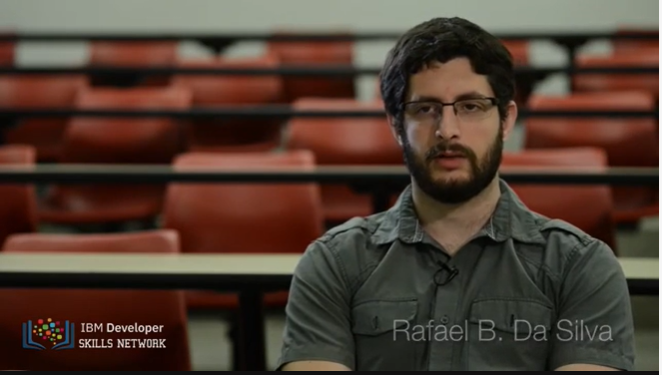 Rafael B. Da Silva
IBM Developer
SKILLS NETWORK